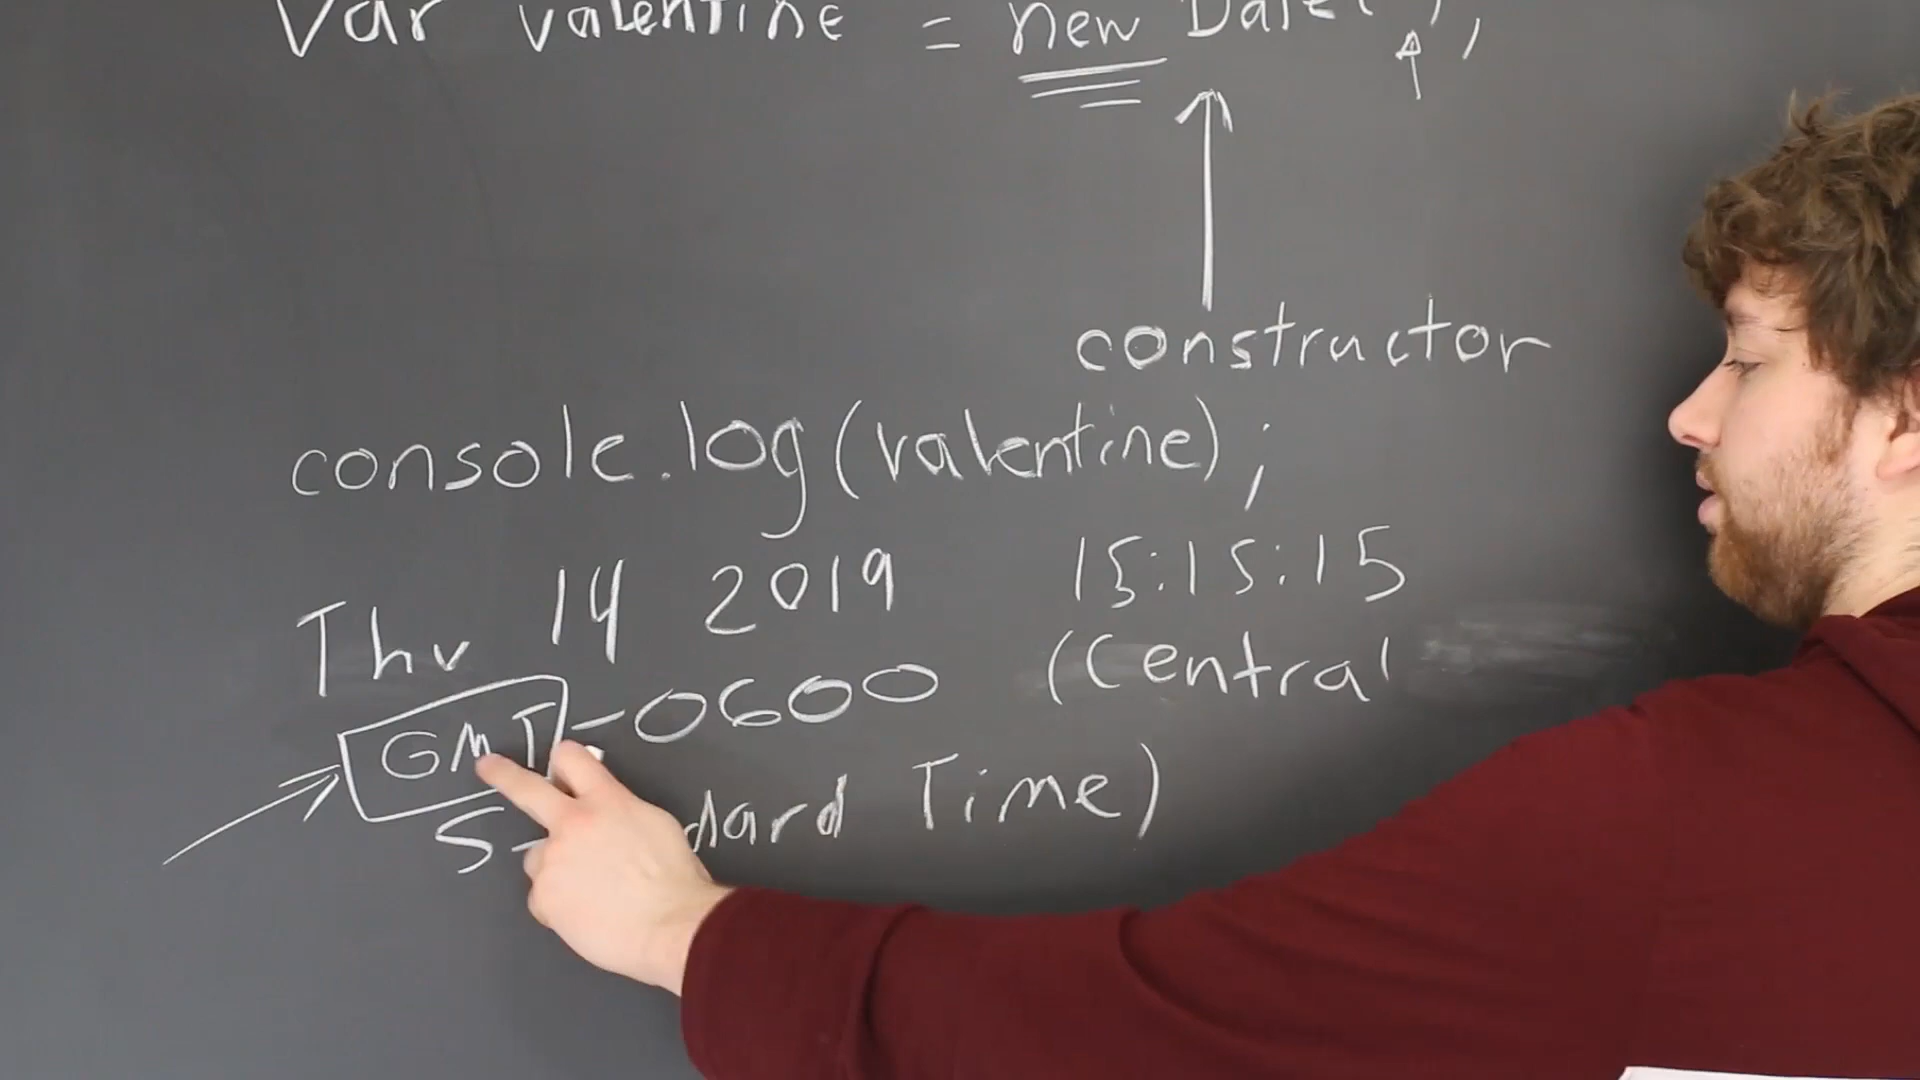 Var valentine = new Date( );
constructor
console.log(valentine);
Thu 14 2019 15:15:15
GMT-0600 (Central
dard Time)